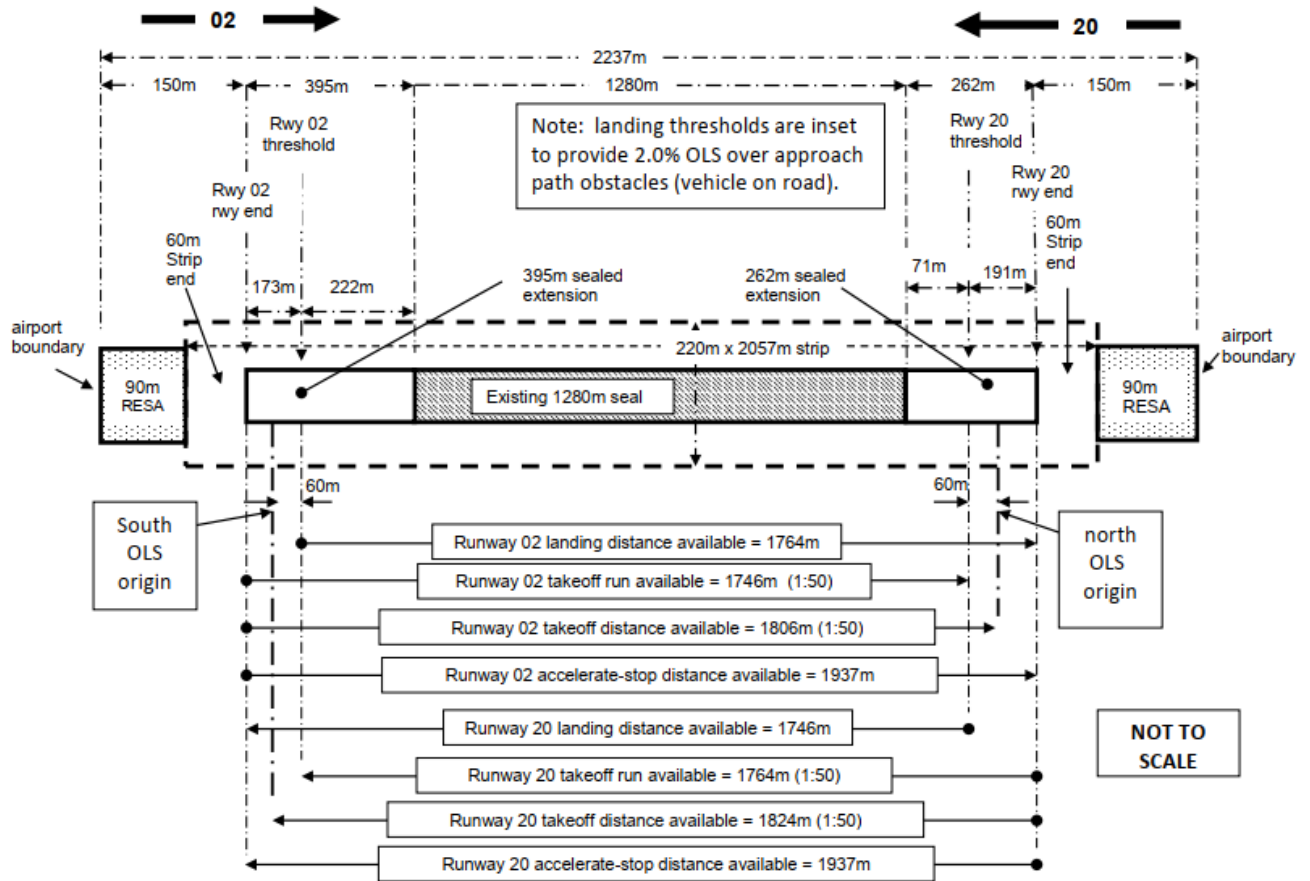 02
20
2237m
150m
395m
1280m
262m
150m
Rwy 02
threshold
Note: landing thresholds are inset
to provide 2.0% OLS over approach
path obstacles (vehicle on road).
Rwy 20
threshold
Rwy 02
rwy end
Rwy 20
rwy end
60m
Strip
end
60m
Strip
end
173m
222m
395m sealed
extension
262m sealed
extension
71m
191m
airport
boundary
220m x 2057m strip
airport
boundary
90m
RESA
Existing 1280m seal
90m
RESA
60m
60m
South
OLS
origin
north
OLS
origin
Runway 02 landing distance available = 1764m
Runway 02 takeoff run available = 1746m (1:50)
Runway 02 takeoff distance available = 1806m (1:50)
Runway 02 accelerate-stop distance available = 1937m
Runway 20 landing distance available = 1746m
NOT TO
SCALE
Runway 20 takeoff run available = 1764m (1:50)
Runway 20 takeoff distance available = 1824m (1:50)
Runway 20 accelerate-stop distance available = 1937m